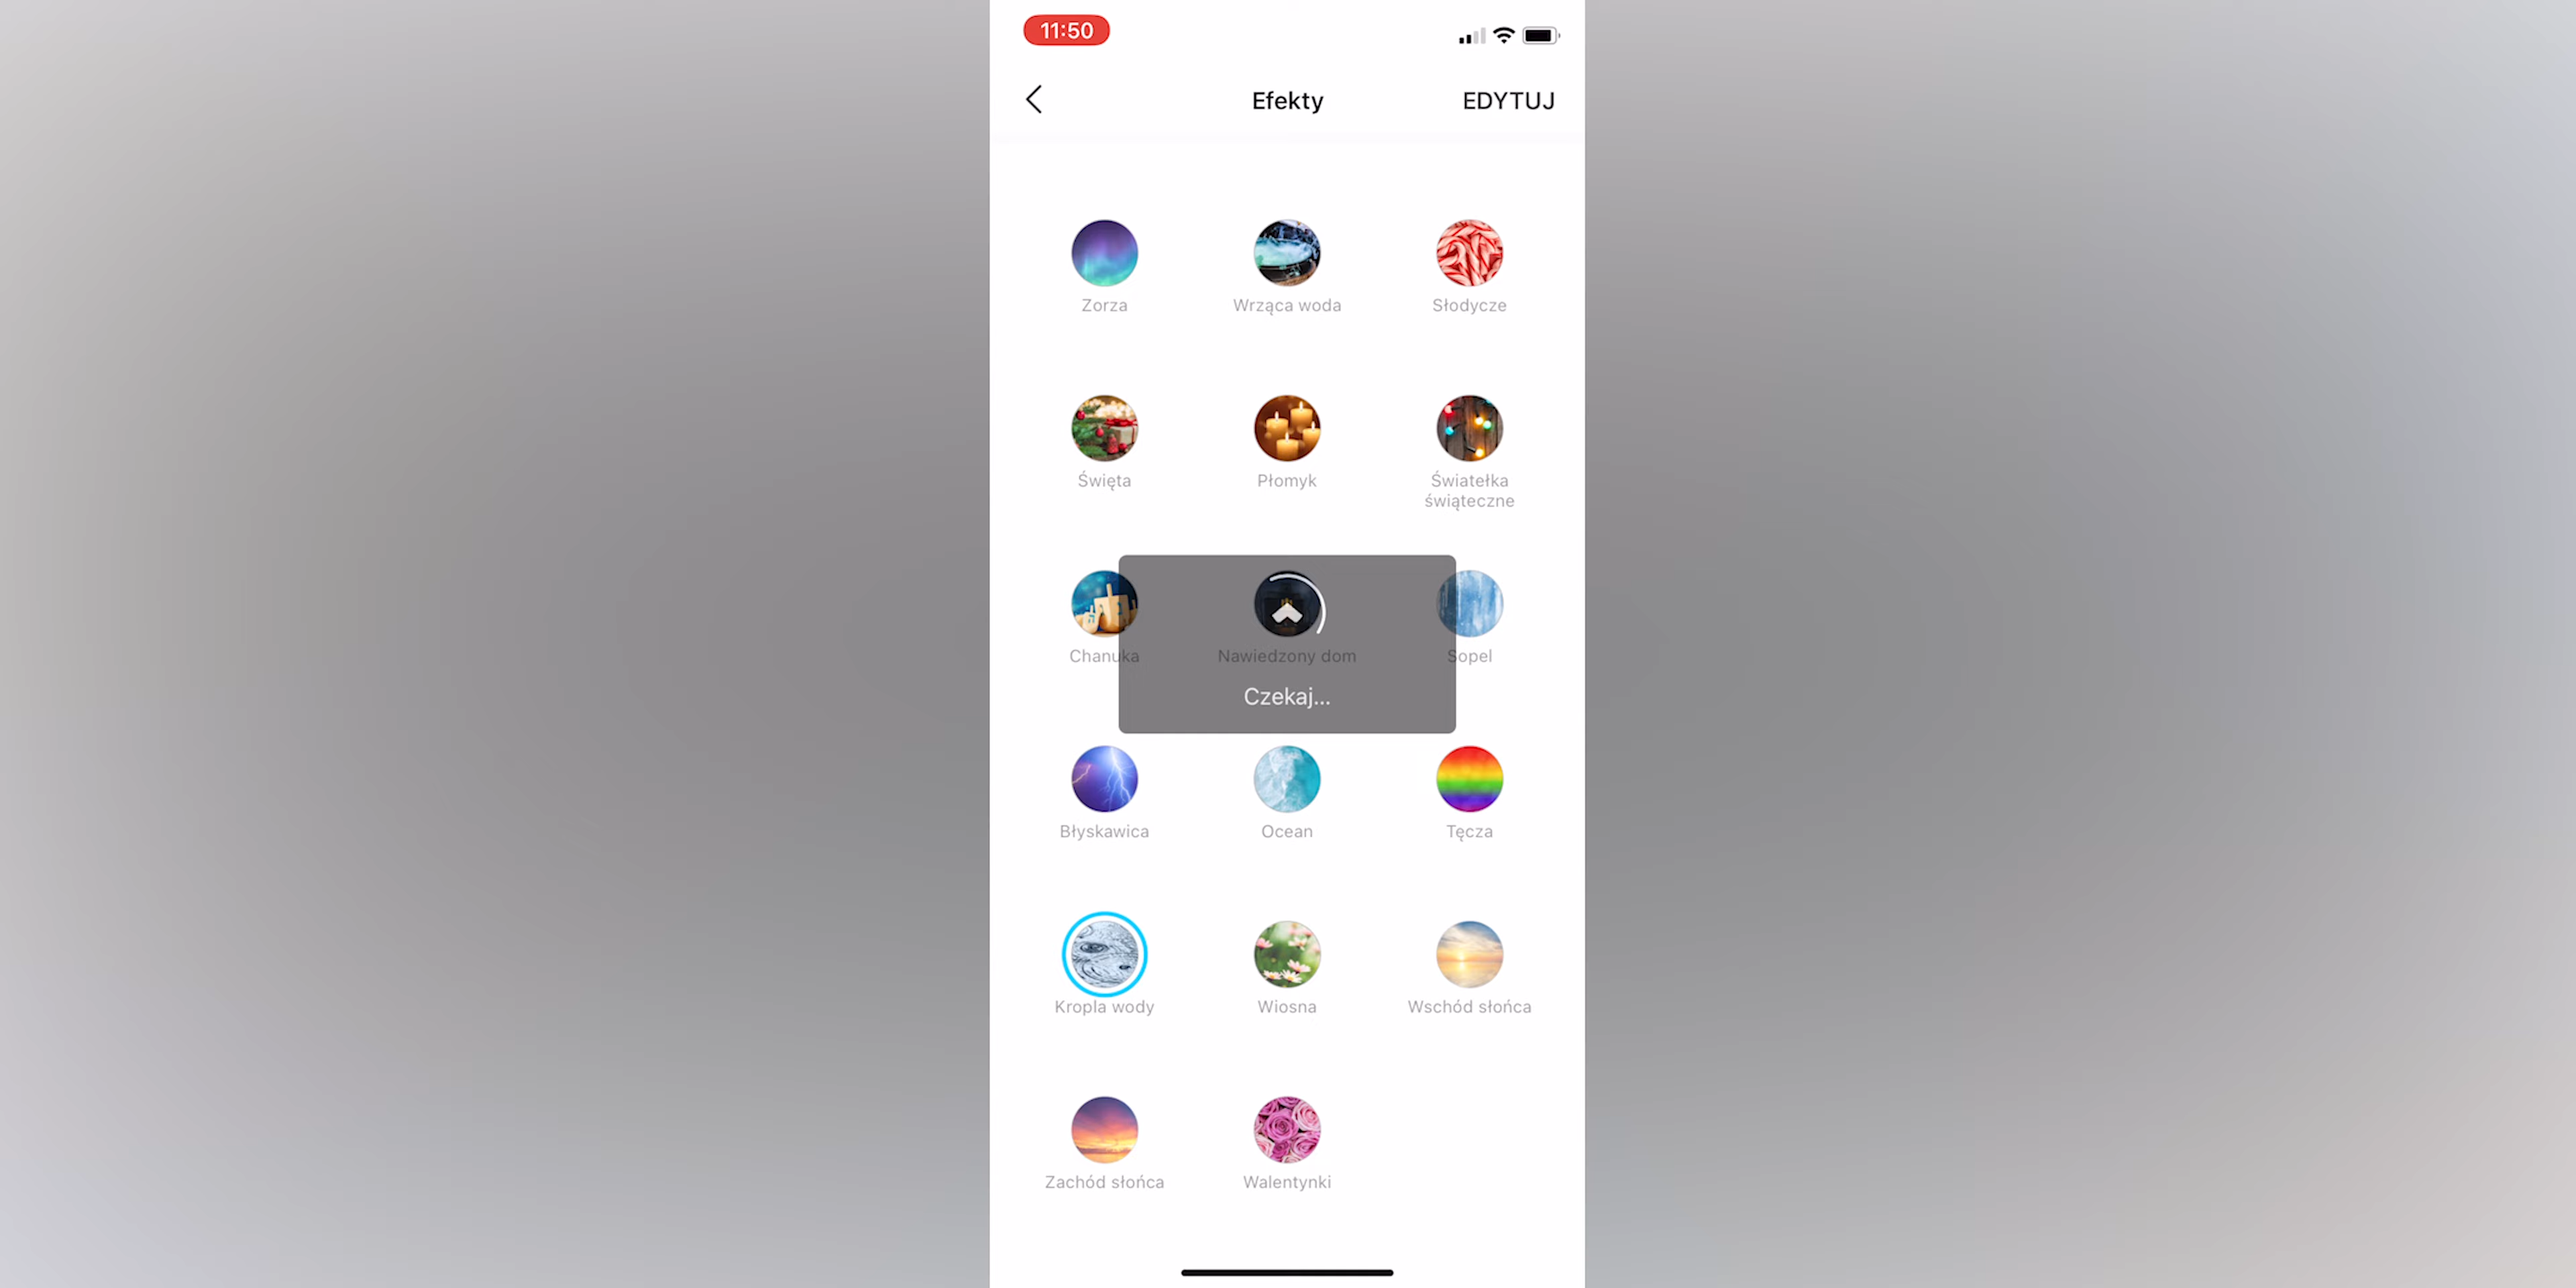 11:50
Efekty
EDYTUJ
Zorza
Wrząca woda
Słodycze
Święta
Płomyk
Światełka
świąteczne
Chanuka
Nawiedzony dom
Sopel
Czekaj...
Błyskawica
Ocean
Tęcza
Kropla wody
Wiosna
Wschód słońca
Zachód słońca
Walentynki